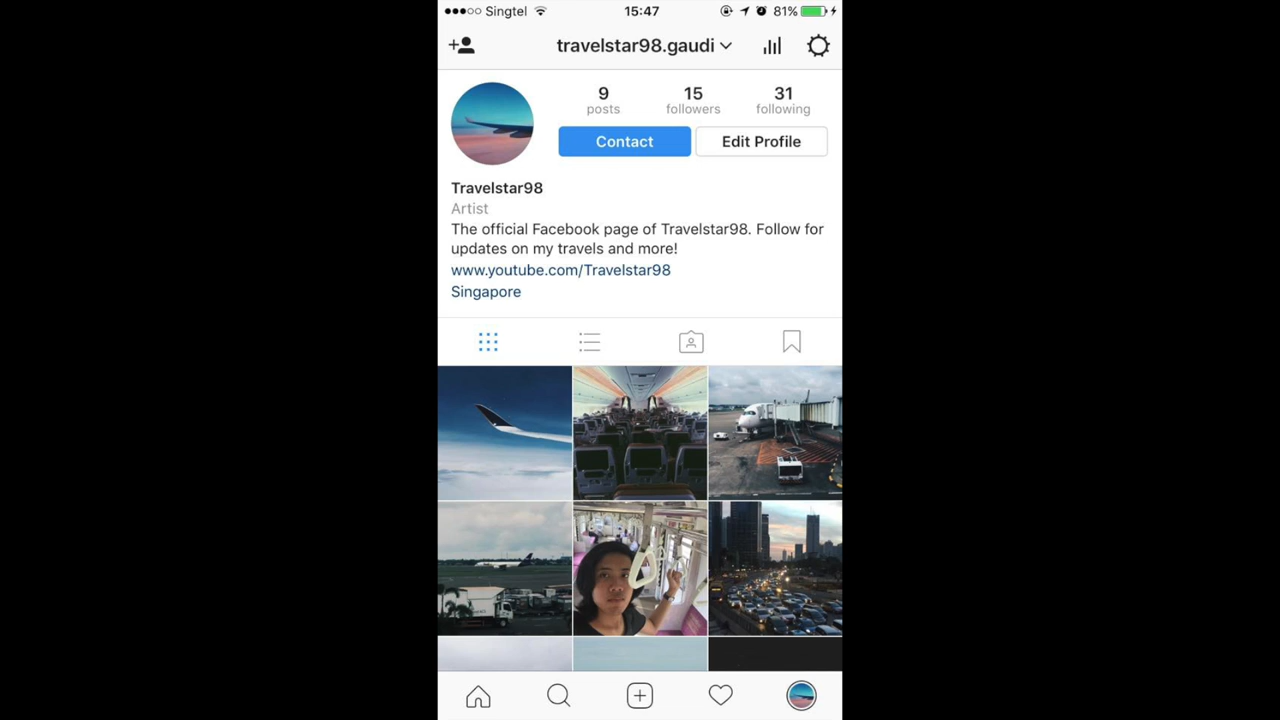 Singtel 15:47 81%
travelstar98.gaudi
9 15 31
posts followers following
Contact Edit Profile
Travelstar98
Artist
The official Facebook page of Travelstar98. Follow for
updates on my travels and more!
www.youtube.com/Travelstar98
Singapore